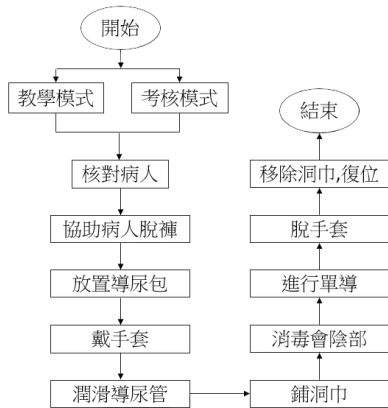 開始
教學模式
考核模式
核對病人
協助病人脫褲
放置導尿包
戴手套
潤滑導尿管
鋪洞巾
消毒會陰部
進行單導
脫手套
移除洞巾,復位
結束